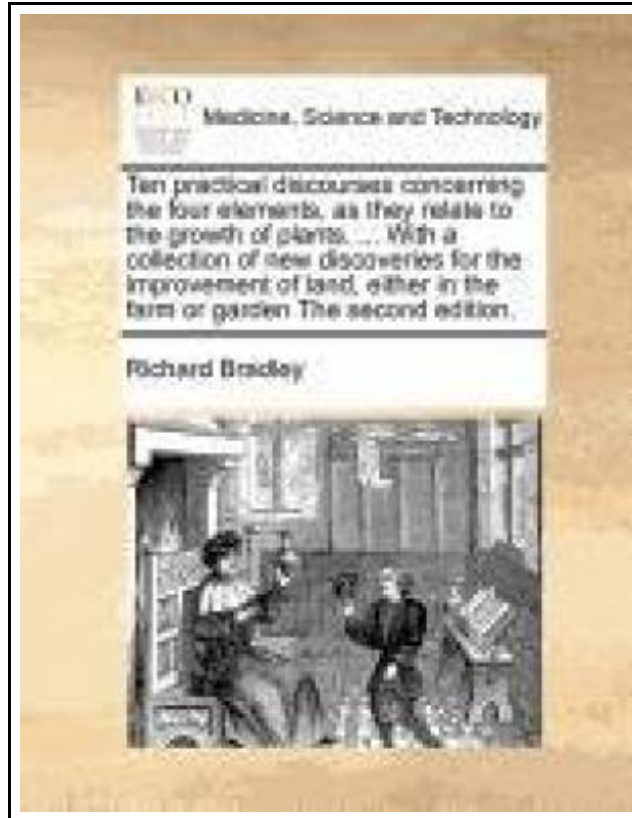 ECCO
Medicine, Science and Technology
Ten practical discourses concerning
the four elements, as they relate to
the growth of plants. ... With a
collection of new discoveries for the
improvement of land, either in the
farm or garden The second edition.
Richard Bradley